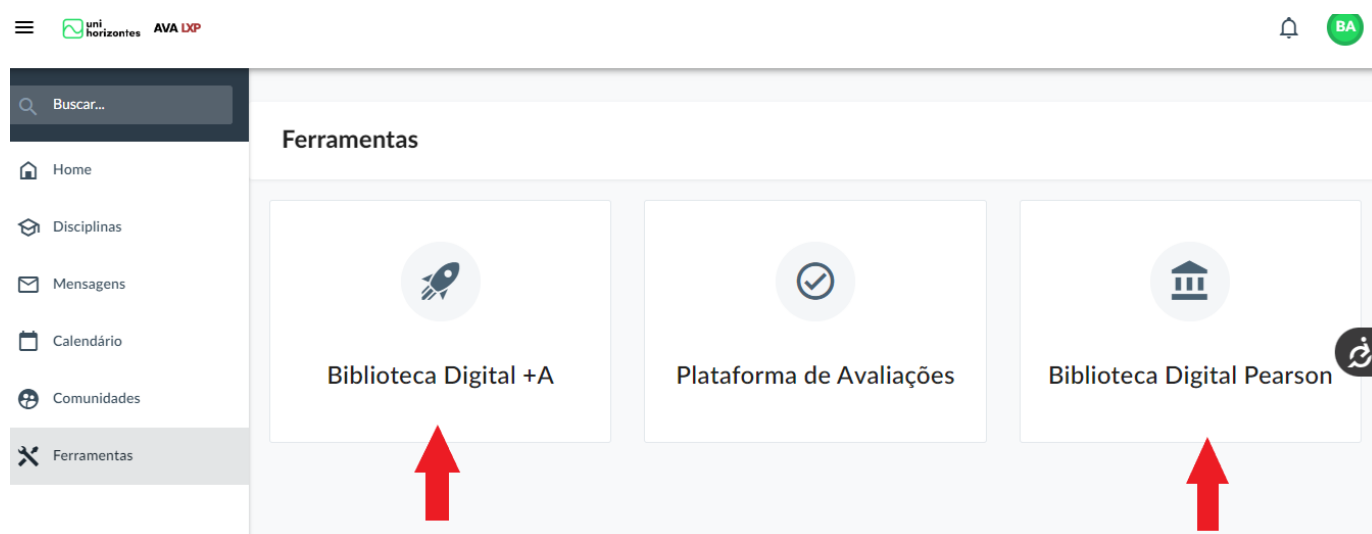 uni
horizontes AVA LXP
BA
Buscar...
Ferramentas
Home
Disciplinas
Mensagens
Calendário
Comunidades
Ferramentas
Biblioteca Digital +A
Plataforma de Avaliações
Biblioteca Digital Pearson